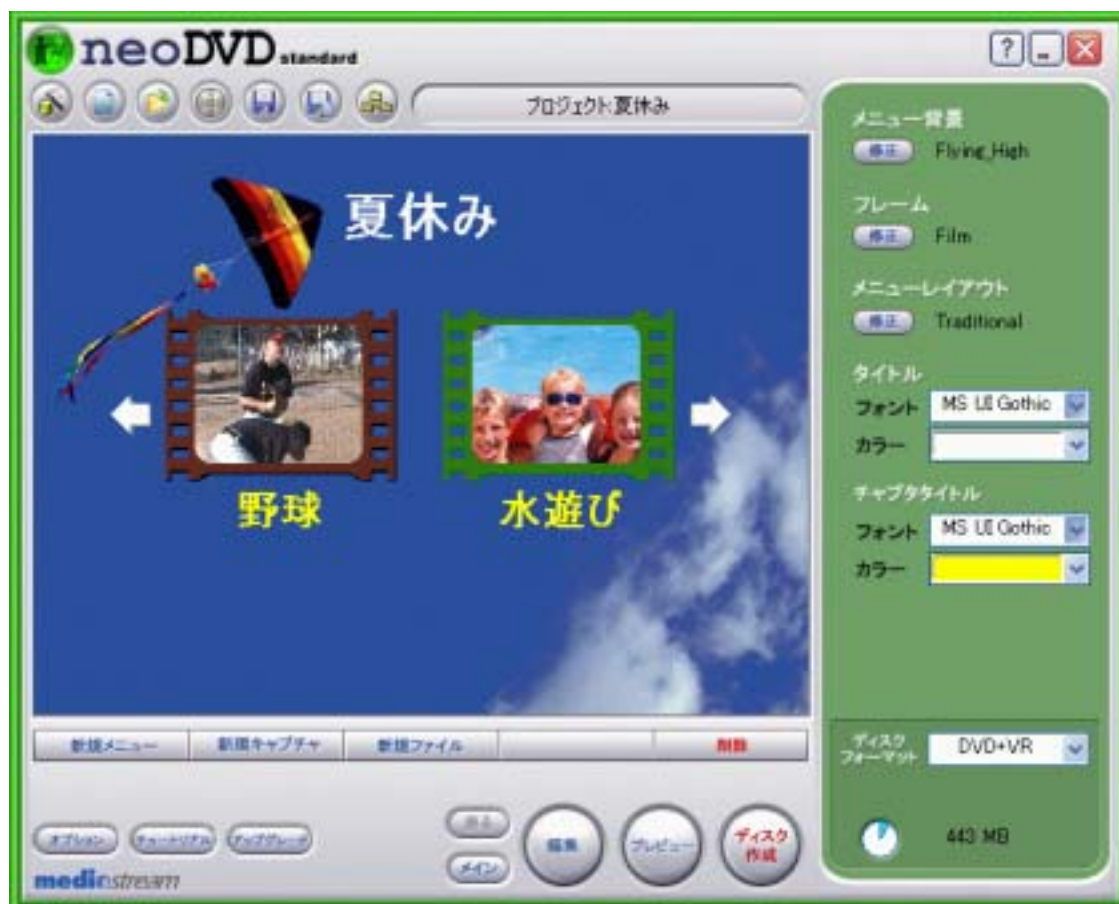 neoDVD standard
?
プロジェクト:夏休み
夏休み
野球
水遊び
メニュー背景
修正 Flying_High
フレーム
修正 Film
メニューレイアウト
修正 Traditional
タイトル
フォント MS UI Gothic
カラー
チャプタタイトル
フォント MS UI Gothic
カラー
新規メニュー 新規キャプチャ 新規ファイル 削除
ディスク
フォーマット DVD+VR
443 MB
オプション チュートリアル アップグレード
戻る
メイン
編集
プレビュー
ディスク
作成
medinstream